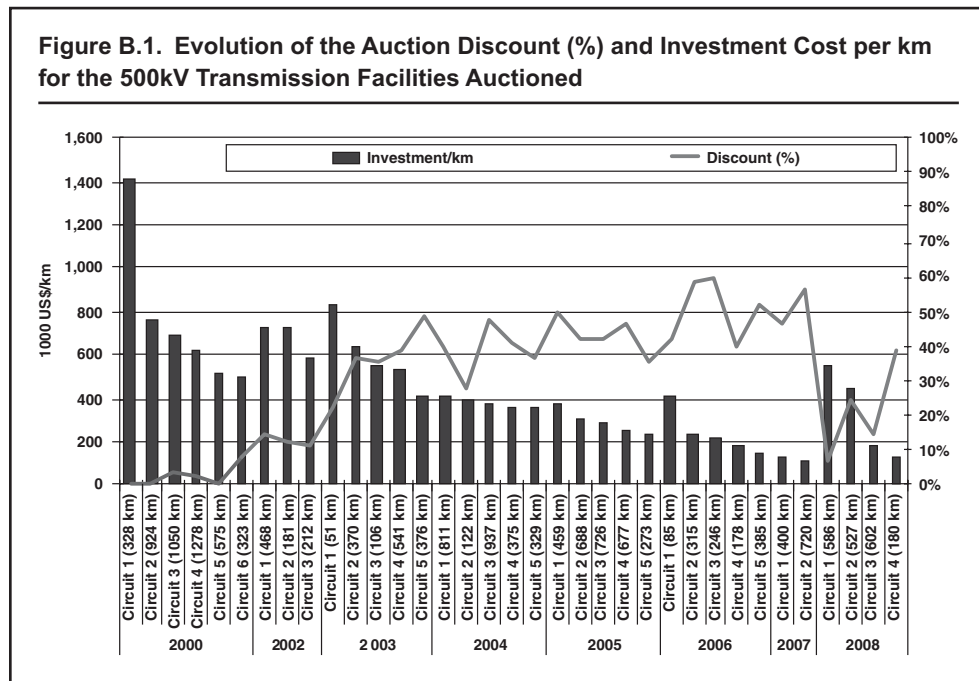 Figure B.1. Evolution of the Auction Discount (%) and Investment Cost per km
for the 500kV Transmission Facilities Auctioned
Investment/km
Discount (%)
1000 US$/km
1,600
1,400
1,200
1,000
800
600
400
200
0
100%
90%
80%
70%
60%
50%
40%
30%
20%
10%
0%
Circuit 1 (328 km)
Circuit 2 (924 km)
Circuit 3 (1050 km)
Circuit 4 (1278 km)
Circuit 5 (575 km)
Circuit 6 (323 km)
Circuit 1 (468 km)
Circuit 2 (181 km)
Circuit 3 (212 km)
Circuit 1 (51 km)
Circuit 2 (370 km)
Circuit 3 (106 km)
Circuit 4 (541 km)
Circuit 5 (376 km)
Circuit 1 (811 km)
Circuit 2 (122 km)
Circuit 3 (937 km)
Circuit 4 (375 km)
Circuit 5 (329 km)
Circuit 1 (459 km)
Circuit 2 (688 km)
Circuit 3 (726 km)
Circuit 4 (677 km)
Circuit 5 (273 km)
Circuit 1 (85 km)
Circuit 2 (315 km)
Circuit 3 (246 km)
Circuit 4 (178 km)
Circuit 5 (385 km)
Circuit 1 (400 km)
Circuit 2 (720 km)
Circuit 1 (586 km)
Circuit 2 (527 km)
Circuit 3 (602 km)
Circuit 4 (180 km)
2000
2002
2 003
2004
2005
2006
2007
2008